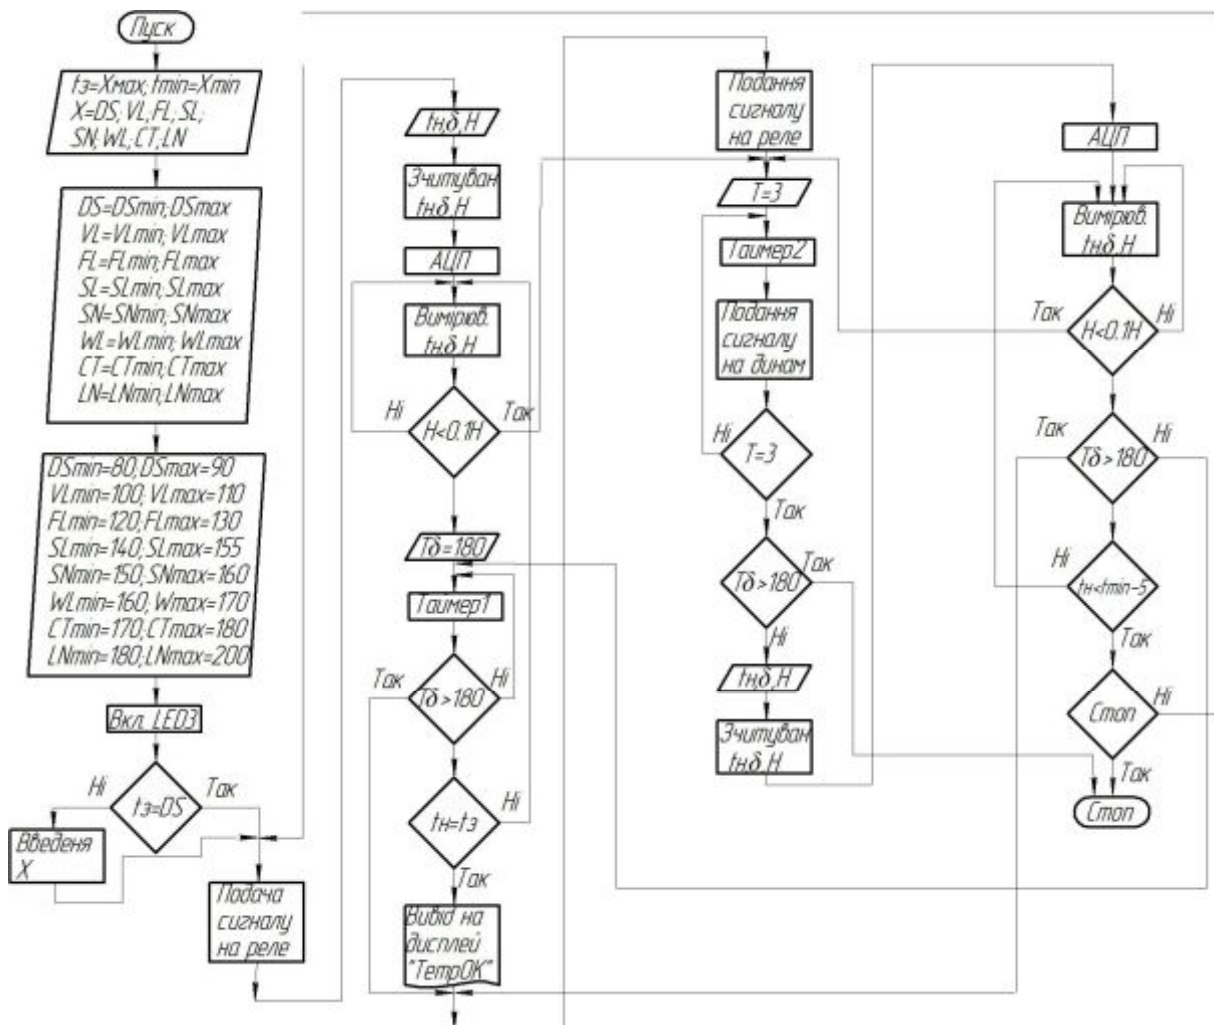 Пуск
tз=Xмах, tmin=Xmin
X=DS, VL, FL, SL;
SN, WL, CT, LN
DS=DSmin; DSmax
VL=VLmin; VLmax
FL=FLmin; FLmax
SL=SLmin; SLmax
SN=SNmin; SNmax
WL=WLmin; WLmax
CT=CTmin; CTmax
LN=LNmin; LNmax
DSmin=80; DSmax=90
VLmin=100; VLmax=110
FLmin=120; FLmax=130
SLmin=140; SLmax=155
SNmin=150; SNmax=160
WLmin=160; Wmax=170
CTmin=170; CTmax=180
LNmin=180; LNmax=200
Вкл. LED3
Ні
tз=DS
Так
Введеня
X
Подача
сигналу
на реле
tн,δ,H
Зчитуван
tн,δ,H
АЦП
Вимірюв.
tн,δ,H
Ні
H<0.1H
Так
Tδ=180
Таймер1
Так
Tδ>180
Ні
tн=tз
Ні
Так
Вивід на
дисплей
"TempOK"
Подання
сигналу
на реле
T=3
Таймер2
Подання
сигналу
на динам
Ні
T=3
Так
Tδ>180
Так
Ні
tн,δ,H
Зчитуван
tн,δ,H
АЦП
Вимірюв.
tн,δ,H
Так
H<0.1H
Ні
Так
Tδ>180
Ні
Ні
tн<tmin-5
Так
Стоп
Ні
Так
Стоп